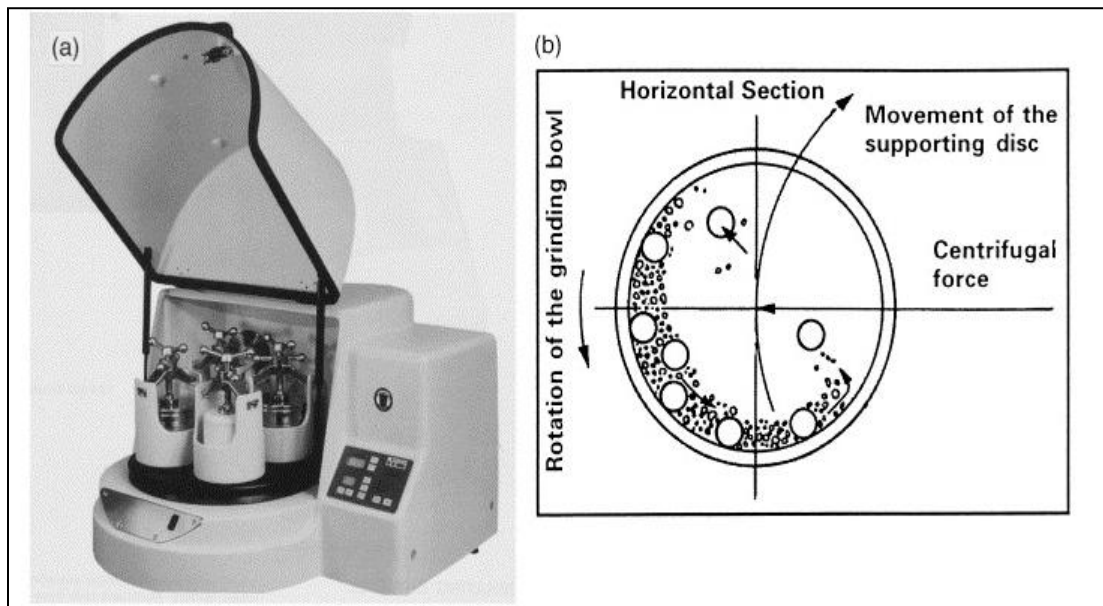 (a)
(b)
Horizontal Section
Movement of the
supporting disc
Rotation of the grinding bowl
Centrifugal
force